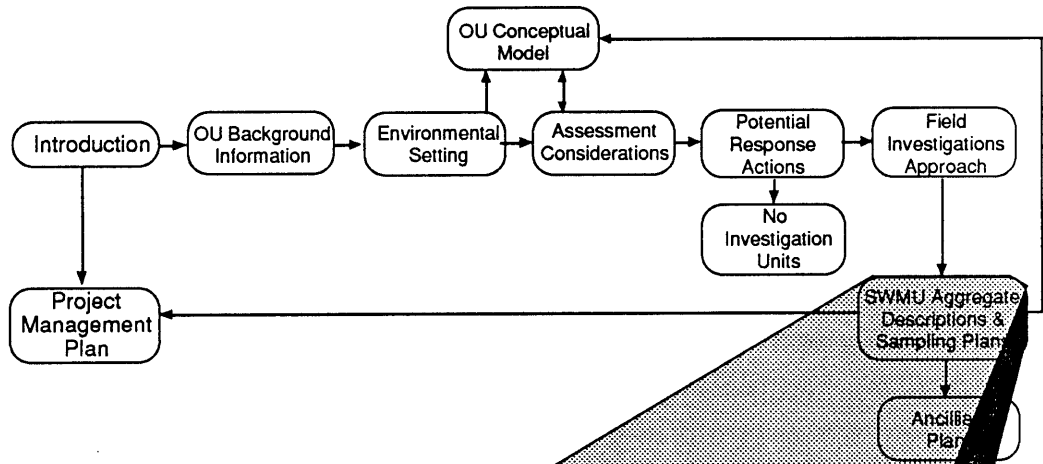 OU Conceptual
Model
Introduction
OU Background
Information
Environmental
Setting
Assessment
Considerations
Potential
Response
Actions
Field
Investigations
Approach
No
Investigation
Units
Project
Management
Plan
SWMU Aggregate
Descriptions &
Sampling Plans